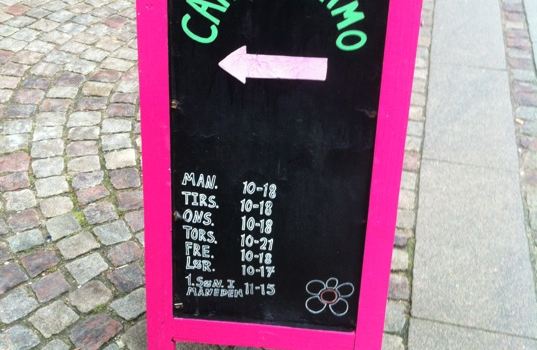 MAN. 10-18
TIRS. 10-18
ONS. 10-18
TORS. 10-21
FRE. 10-18
LØR. 10-17
1. SØN. I
MÅNEDEN 11-15